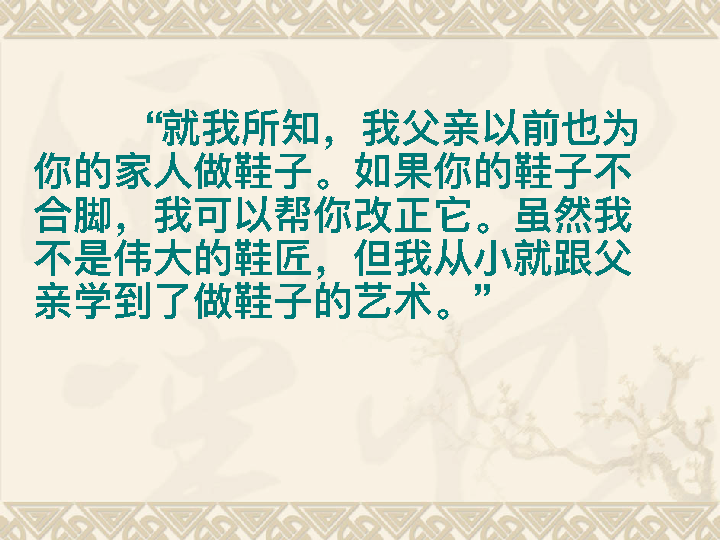 “就我所知，我父亲以前也为
你的家人做鞋子。如果你的鞋子不
合脚，我可以帮你改正它。虽然我
不是伟大的鞋匠，但我从小就跟父
亲学到了做鞋子的艺术。”